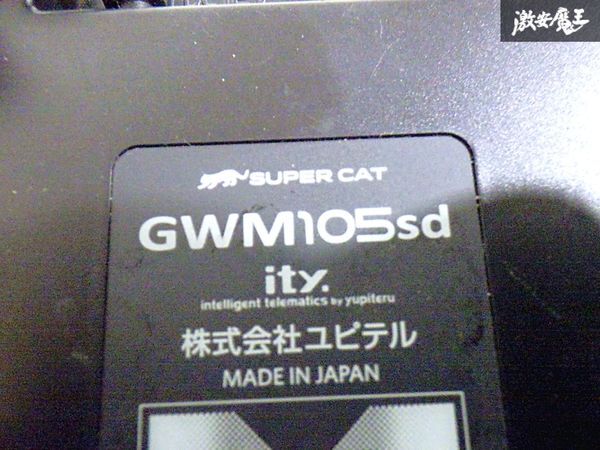 激安魔王
SUPER CAT
GWM105sd
ity.
intelligent telematics by yupiteru
株式会社ユピテル
MADE IN JAPAN